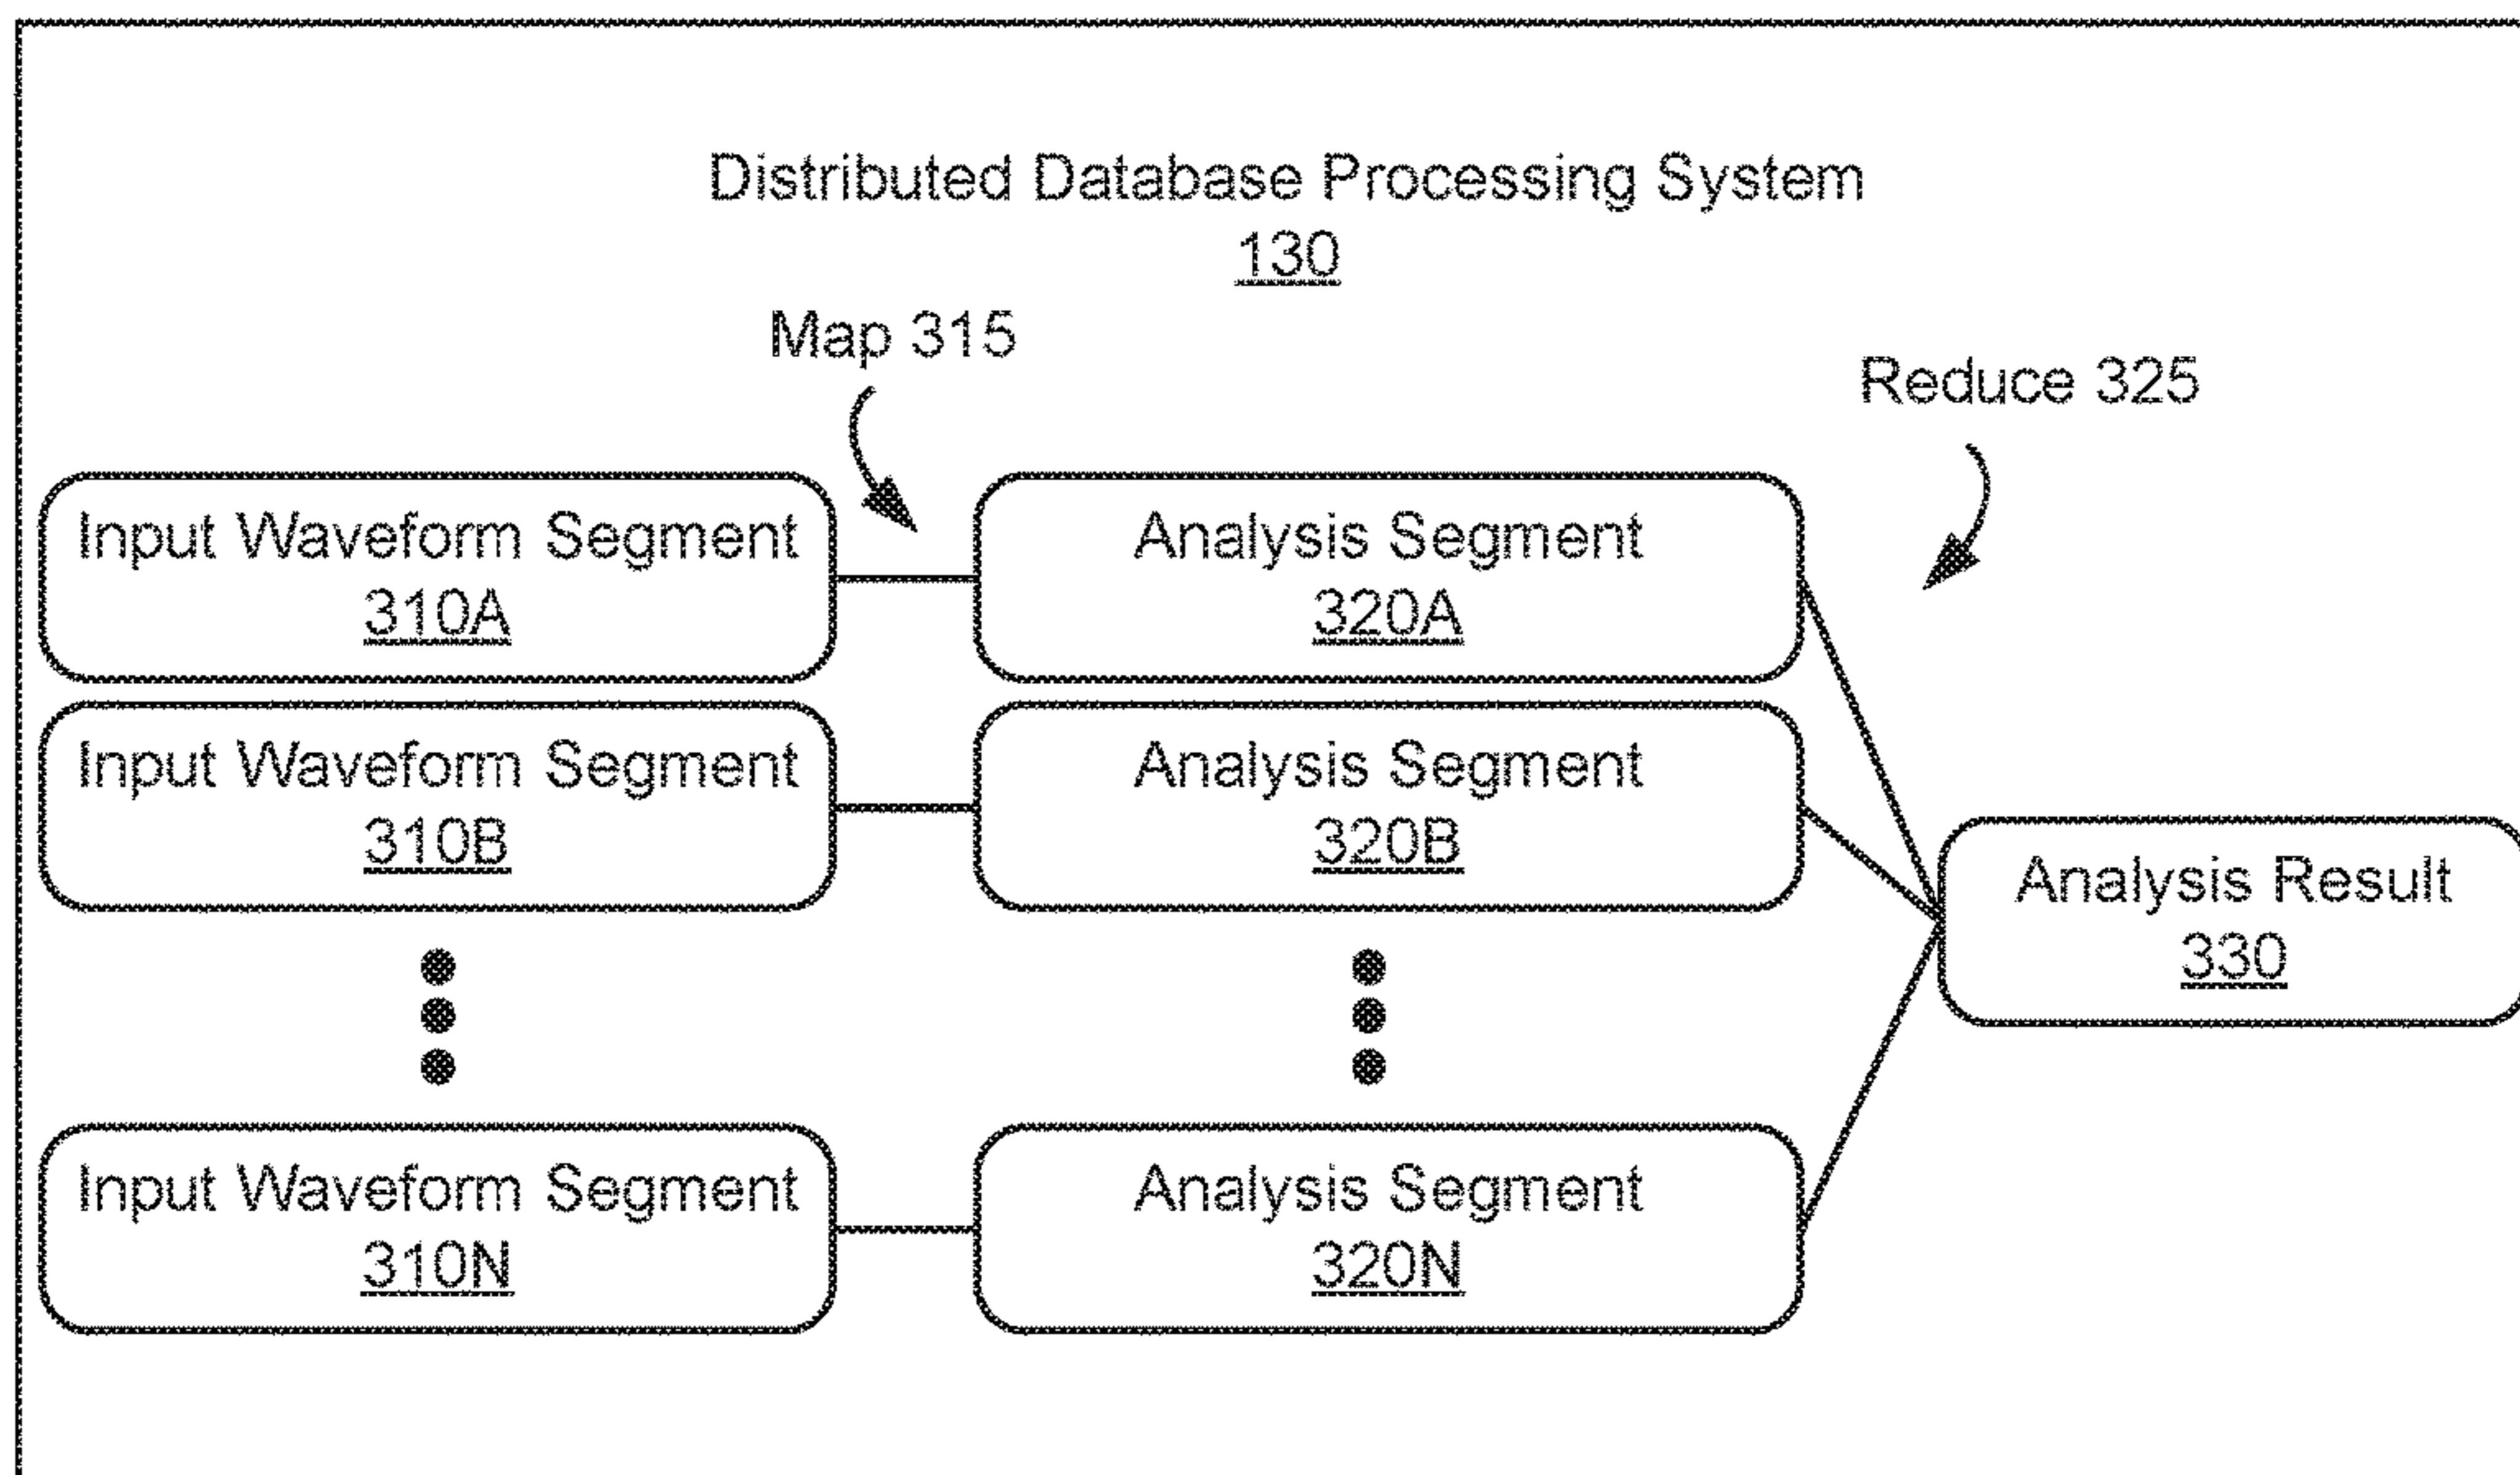 Distributed Database Processing System
130
Map 315
Reduce 325
Input Waveform Segment
310A
Analysis Segment
320A
Input Waveform Segment
310B
Analysis Segment
320B
Analysis Result
330
Input Waveform Segment
310N
Analysis Segment
320N